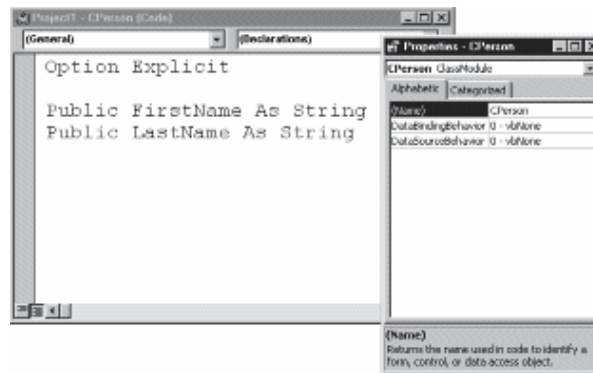 Project1 - CPerson (Code)
(General)
(Declarations)
Option Explicit
Public FirstName As String
Public LastName As String
Properties - CPerson
CPerson ClassModule
Alphabetic
Categorized
(Name) CPerson
DataBindingBehavior 0 - vbNone
DataSourceBehavior 0 - vbNone
(Name)
Returns the name used in code to identify a
form, control, or data access object.